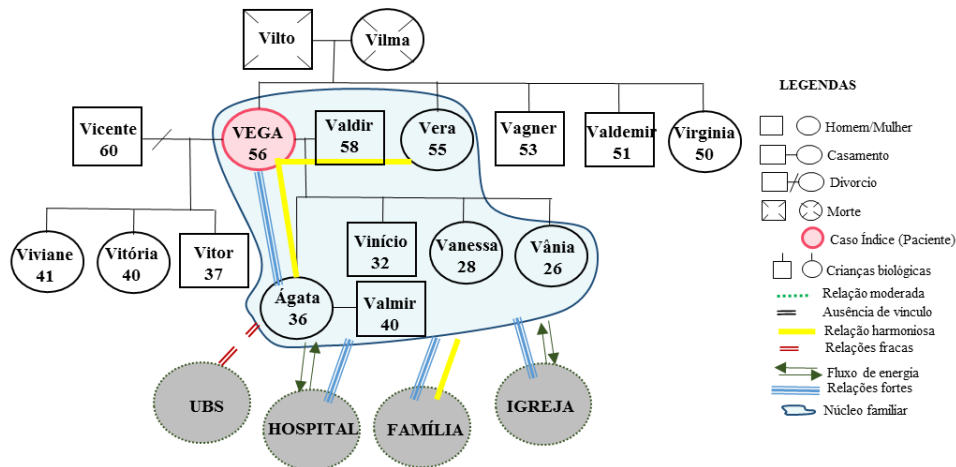 Vilto
Vilma
LEGENDAS
Vicente
60
VEGA
56
Valdir
58
Vera
55
Vagner
53
Valdemir
51
Virginia
50
Homem/Mulher
Casamento
Divorcio
Morte
Caso Índice (Paciente)
Crianças biológicas
Relação moderada
Ausência de vinculo
Relação harmoniosa
Relações fracas
Fluxo de energia
Relações fortes
Núcleo familiar
Viviane
41
Vitória
40
Vitor
37
Vinício
32
Vanessa
28
Vânia
26
Ágata
36
Valmir
40
UBS
HOSPITAL
FAMÍLIA
IGREJA